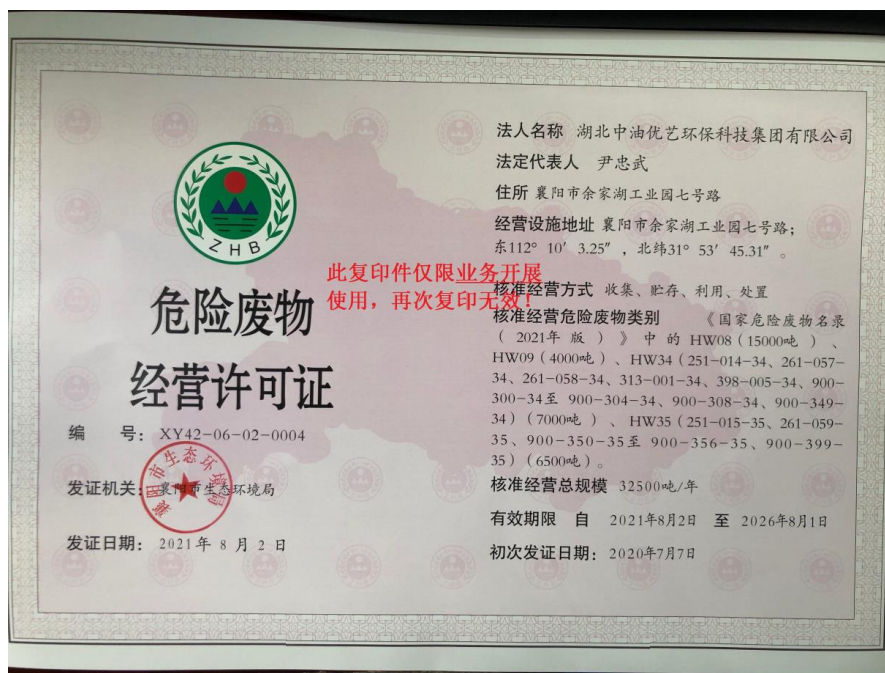 ZHB
危险废物
经营许可证
编 号：XY42-06-02-0004
发证机关：襄阳市生态环境局
襄阳市生态环境局
发证日期：2021年 8 月 2 日
此复印件仅限业务开展
使用，再次复印无效！
法人名称 湖北中油优艺环保科技集团有限公司
法定代表人 尹忠武
住所 襄阳市余家湖工业园七号路
经营设施地址 襄阳市余家湖工业园七号路；
东112° 10′ 3.25″ ，北纬31° 53′ 45.31″ 。
核准经营方式 收集、贮存、利用、处置
核准经营危险废物类别 《国家危险废物名录
（2021年版）》中的HW08（15000吨）、
HW09（4000吨）、HW34（251-014-34、261-057-
34、261-058-34、313-001-34、398-005-34、900-
300-34至 900-304-34、900-308-34、900-349-
34）（7000吨）、HW35（251-015-35、261-059-
35、900-350-35至 900-356-35、900-399-
35）（6500吨）。
核准经营总规模 32500吨/年
有效期限 自 2021年8月2日 至 2026年8月1日
初次发证日期：2020年7月7日